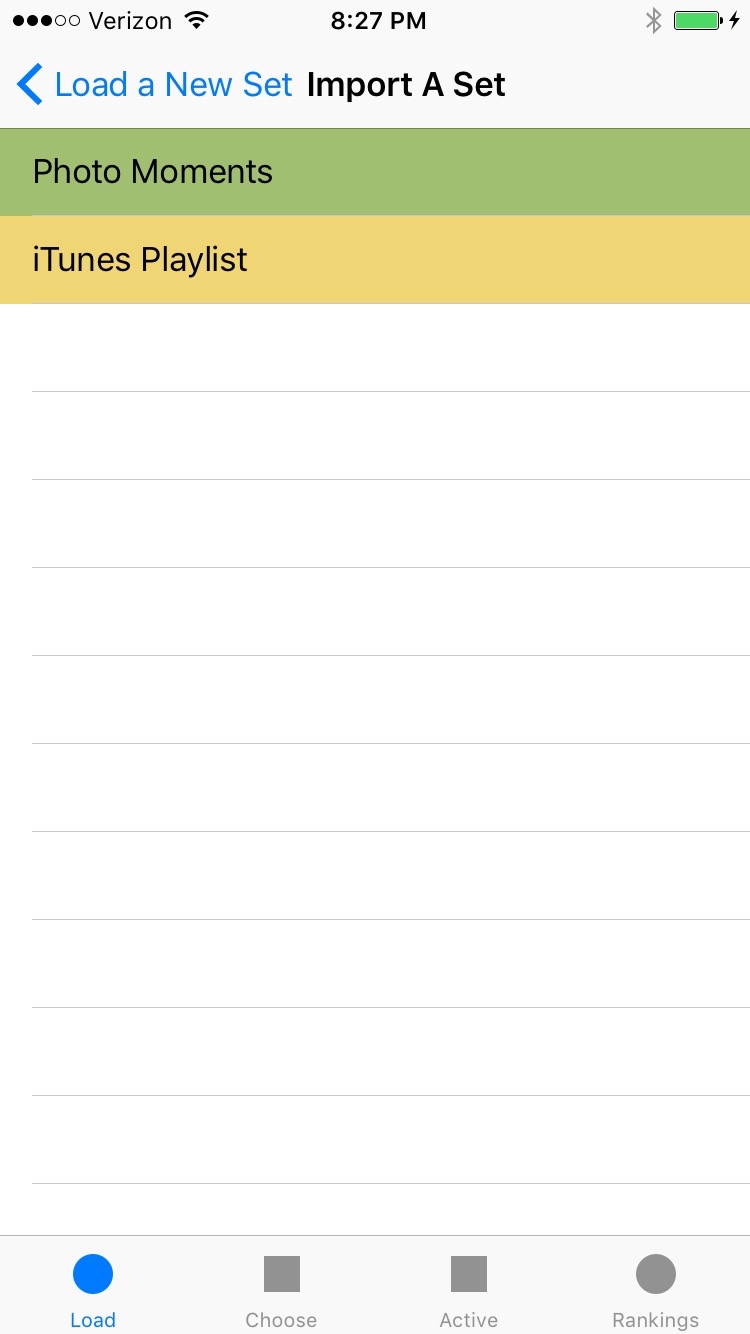 Verizon 8:27 PM
Load a New Set Import A Set
Photo Moments
iTunes Playlist
Load Choose Active Rankings